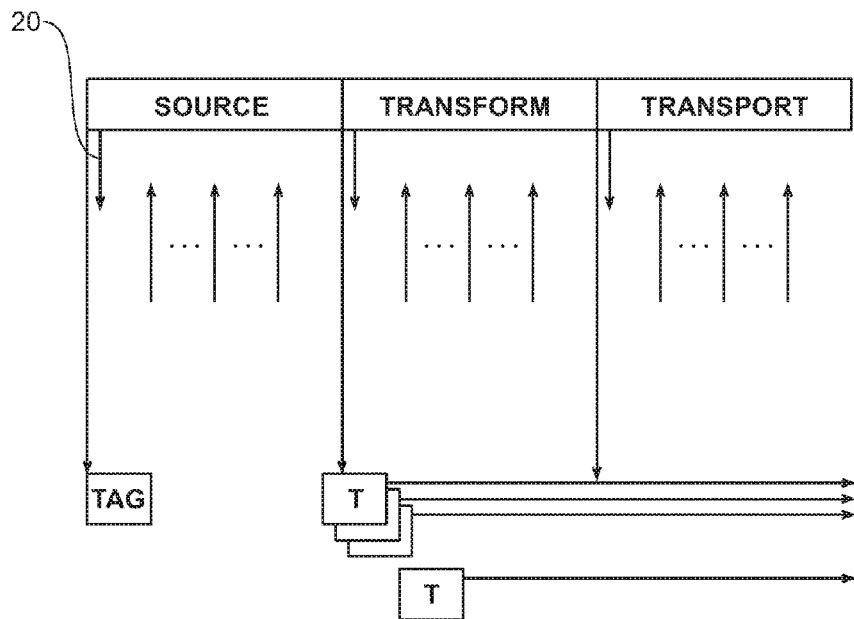 20
SOURCE TRANSFORM TRANSPORT
... ... ... ... ... ...
TAG T
T